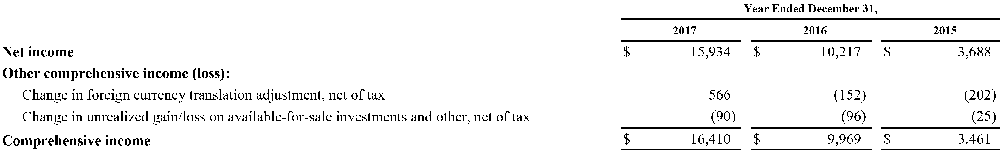 Year Ended December 31,
2017 2016 2015
Net income $ 15,934 $ 10,217 $ 3,688
Other comprehensive income (loss):
Change in foreign currency translation adjustment, net of tax 566 (152) (202)
Change in unrealized gain/loss on available-for-sale investments and other, net of tax (90) (96) (25)
Comprehensive income $ 16,410 $ 9,969 $ 3,461